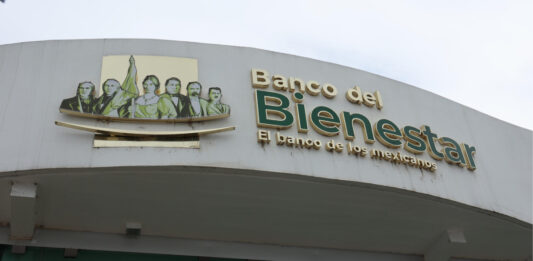 Banco del
Bienestar
El banco de los mexicanos